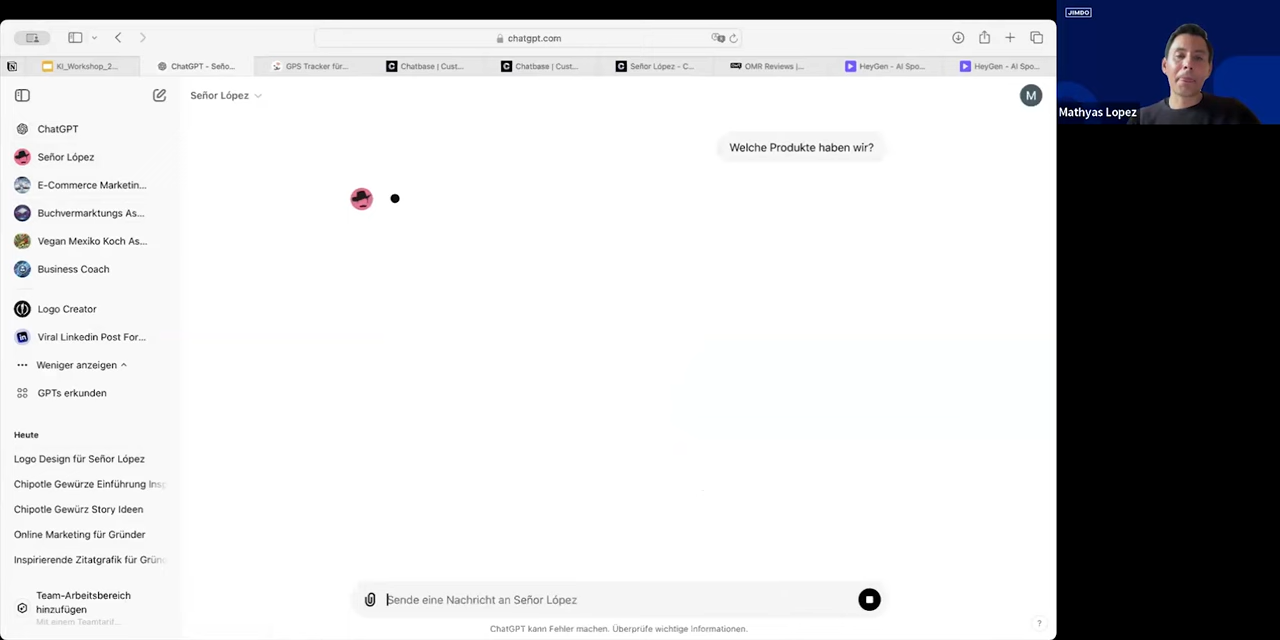 chatgpt.com
KI_Workshop_2...
ChatGPT - Seño...
GPS Tracker für...
Chatbase | Cust...
Chatbase | Cust...
Señor López - C...
OMR Reviews |...
HeyGen - AI Spo...
HeyGen - AI Spo...
Señor López
M
ChatGPT
Señor López
E-Commerce Marketin...
Buchvermarktungs As...
Vegan Mexiko Koch As...
Business Coach
Logo Creator
Viral Linkedin Post For...
Weniger anzeigen
GPTs erkunden
Heute
Logo Design für Señor López
Chipotle Gewürze Einführung Insp
Chipotle Gewürz Story Ideen
Online Marketing für Gründer
Inspirierende Zitatgrafik für Grün
Team-Arbeitsbereich
hinzufügen
Mit einem Teamtarif...
Welche Produkte haben wir?
Sende eine Nachricht an Señor López
ChatGPT kann Fehler machen. Überprüfe wichtige Informationen.
?
JIMDO
Mathyas Lopez